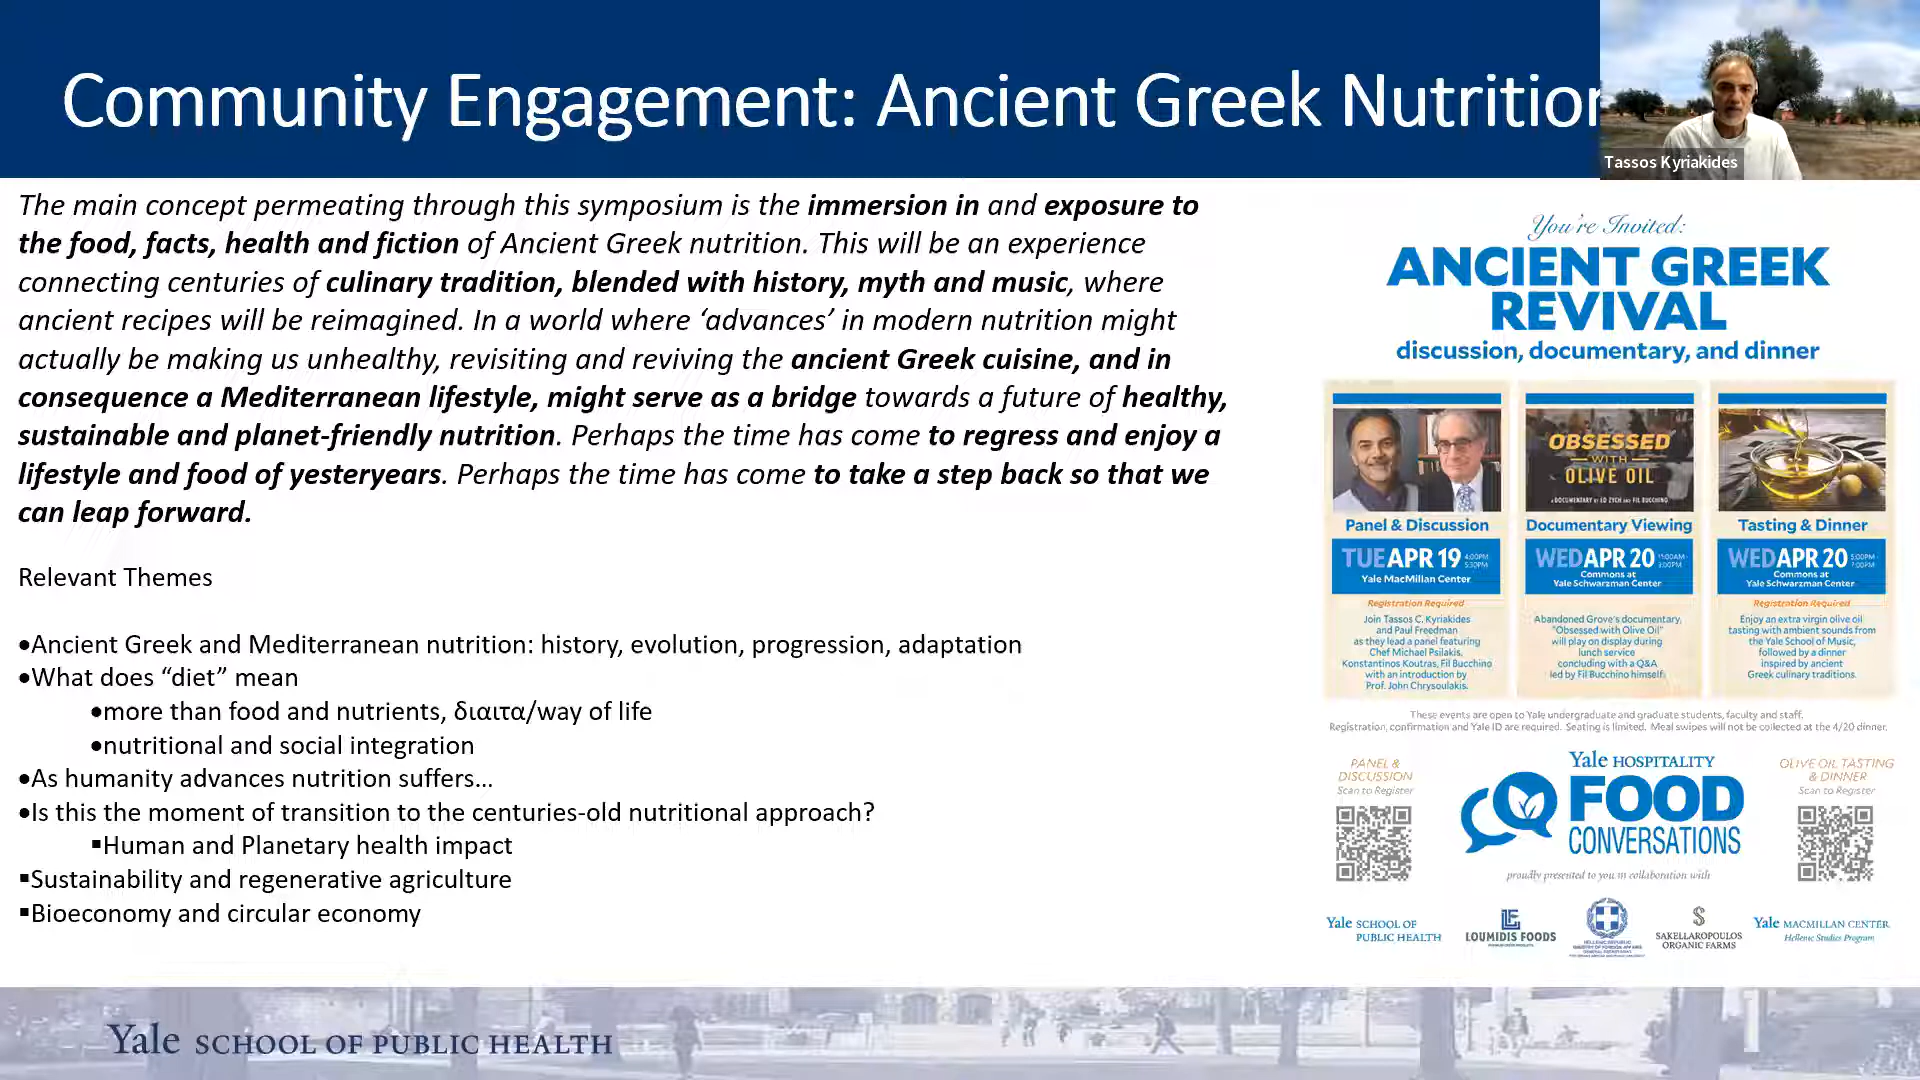 Community Engagement: Ancient Greek Nutrition
Tassos Kyriakides
The main concept permeating through this symposium is the immersion in and exposure to
the food, facts, health and fiction of Ancient Greek nutrition. This will be an experience
connecting centuries of culinary tradition, blended with history, myth and music, where
ancient recipes will be reimagined. In a world where ‘advances’ in modern nutrition might
actually be making us unhealthy, revisiting and reviving the ancient Greek cuisine, and in
consequence a Mediterranean lifestyle, might serve as a bridge towards a future of healthy,
sustainable and planet-friendly nutrition. Perhaps the time has come to regress and enjoy a
lifestyle and food of yesteryears. Perhaps the time has come to take a step back so that we
can leap forward.
Relevant Themes
•Ancient Greek and Mediterranean nutrition: history, evolution, progression, adaptation
•What does “diet” mean
•more than food and nutrients, διαιτα/way of life
•nutritional and social integration
•As humanity advances nutrition suffers…
•Is this the moment of transition to the centuries-old nutritional approach?
▪Human and Planetary health impact
▪Sustainability and regenerative agriculture
▪Bioeconomy and circular economy
You're Invited:
ANCIENT GREEK
REVIVAL
discussion, documentary, and dinner
Panel & Discussion
TUE APR 19 4:00PM
5:30PM
Yale MacMillan Center
Registration Required
Join Tassos C. Kyriakides
and Paul Freedman
as they lead a panel featuring
Chef Michael Psilakis,
Konstantinos Koutras, Fil Bucchino
with an introduction by
Prof. John Chrysoulakis.
OBSESSED
WITH
OLIVE OIL
A DOCUMENTARY BY ED ZYCH AND FIL BUCCHINO
Documentary Viewing
WED APR 20 11:00AM
Commons at
Yale Schwarzman Center
Abandoned Grove's documentary,
"Obsessed with Olive Oil"
will play on display during
lunch service
concluding with a Q&A
led by Fil Bucchino himself.
Tasting & Dinner
WED APR 20 5:00PM
7:00PM
Commons at
Yale Schwarzman Center
Registration Required
Enjoy an extra virgin olive oil
tasting with ambient sounds from
the Yale School of Music,
followed by a dinner
inspired by ancient
Greek culinary traditions.
These events are open to Yale undergraduate and graduate students, faculty and staff.
Registration, confirmation and Yale ID are required. Seating is limited. Meal swipes will not be collected at the 4/20 dinner.
PANEL &
DISCUSSION
Scan to Register
Yale HOSPITALITY
FOOD
CONVERSATIONS
OLIVE OIL TASTING
& DINNER
Scan to Register
proudly presented to you in collaboration with
Yale SCHOOL OF
PUBLIC HEALTH
LOUMIDIS FOODS
HELLENIC REPUBLIC
MINISTRY OF FOREIGN AFFAIRS
SAKELLAROPOULOS
ORGANIC FARMS
Yale MACMILLAN CENTER
Hellenic Studies Program
Yale SCHOOL OF PUBLIC HEALTH